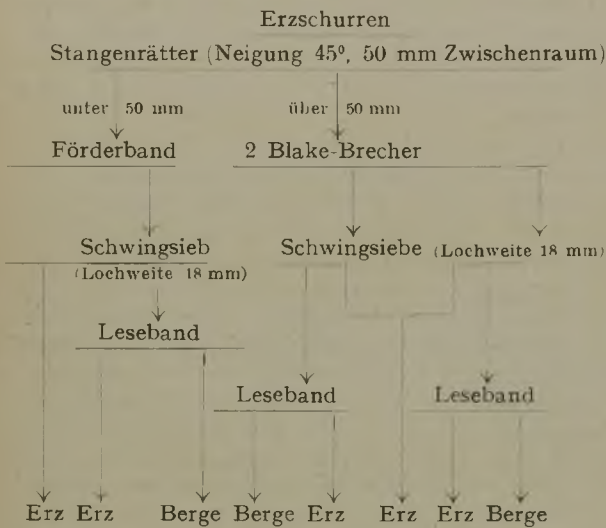 Erzschurren
Stangenrätter (Neigung 45⁰, 50 mm Zwischenraum)
unter 50 mm über 50 mm
Förderband 2 Blake-Brecher
Schwingsieb Schwingsiebe (Lochweite 18 mm)
(Lochweite 18 mm)
Leseband
Leseband Leseband
Erz Erz Berge Berge Erz Erz Erz Berge